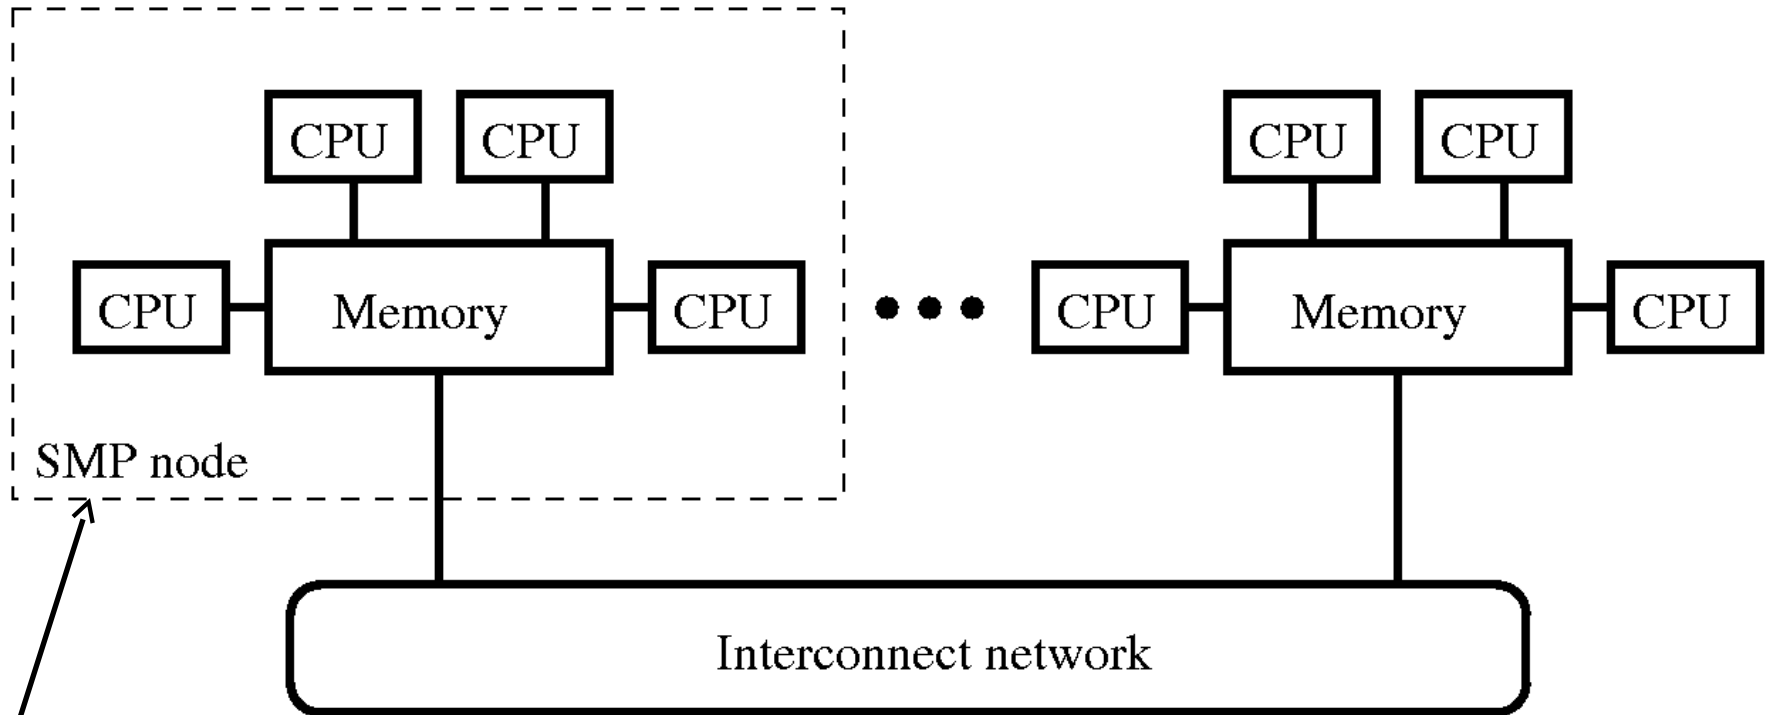 CPU CPU CPU CPU
CPU Memory CPU CPU Memory CPU
SMP node
Interconnect network